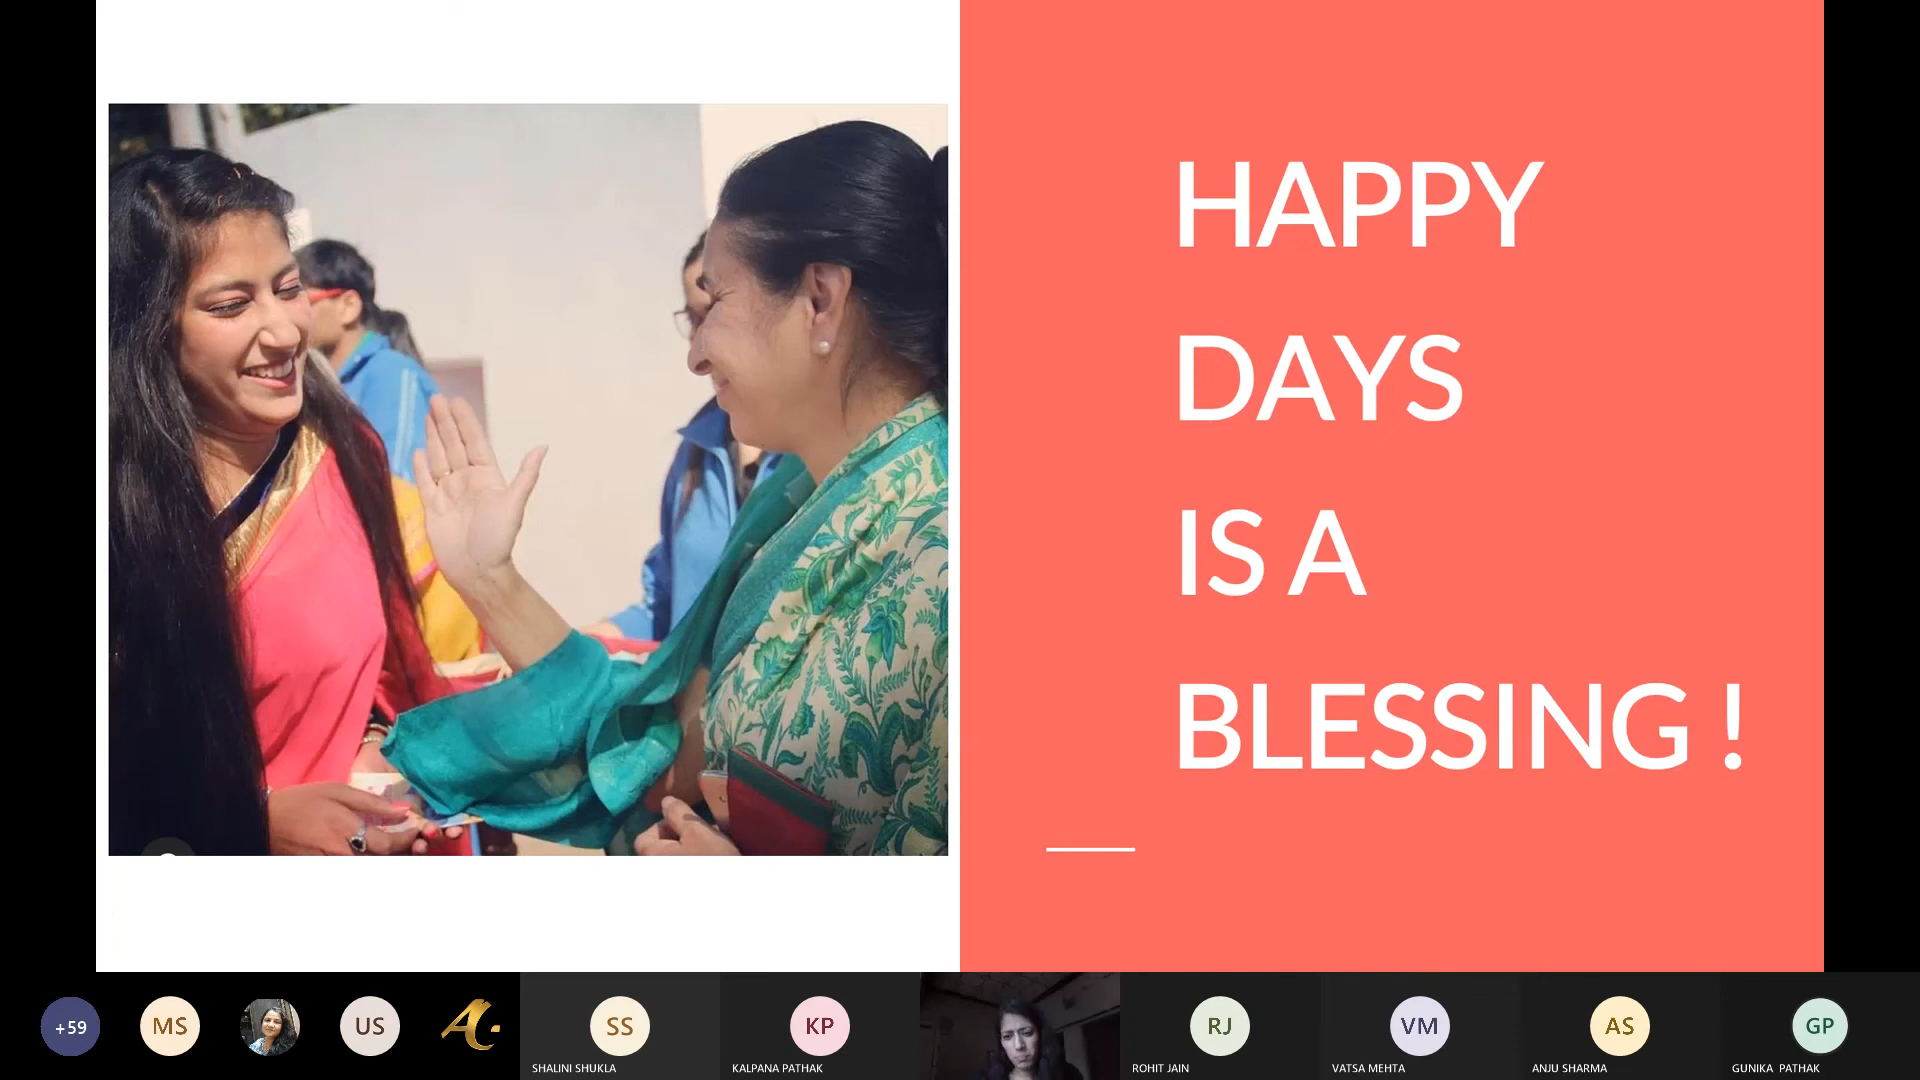 HAPPY
DAYS
IS A
BLESSING !
+59
MS
US
AC
SS
KP
RJ
VM
AS
GP
SHALINI SHUKLA
KALPANA PATHAK
ROHIT JAIN
VATSA MEHTA
ANJU SHARMA
GUNIKA PATHAK